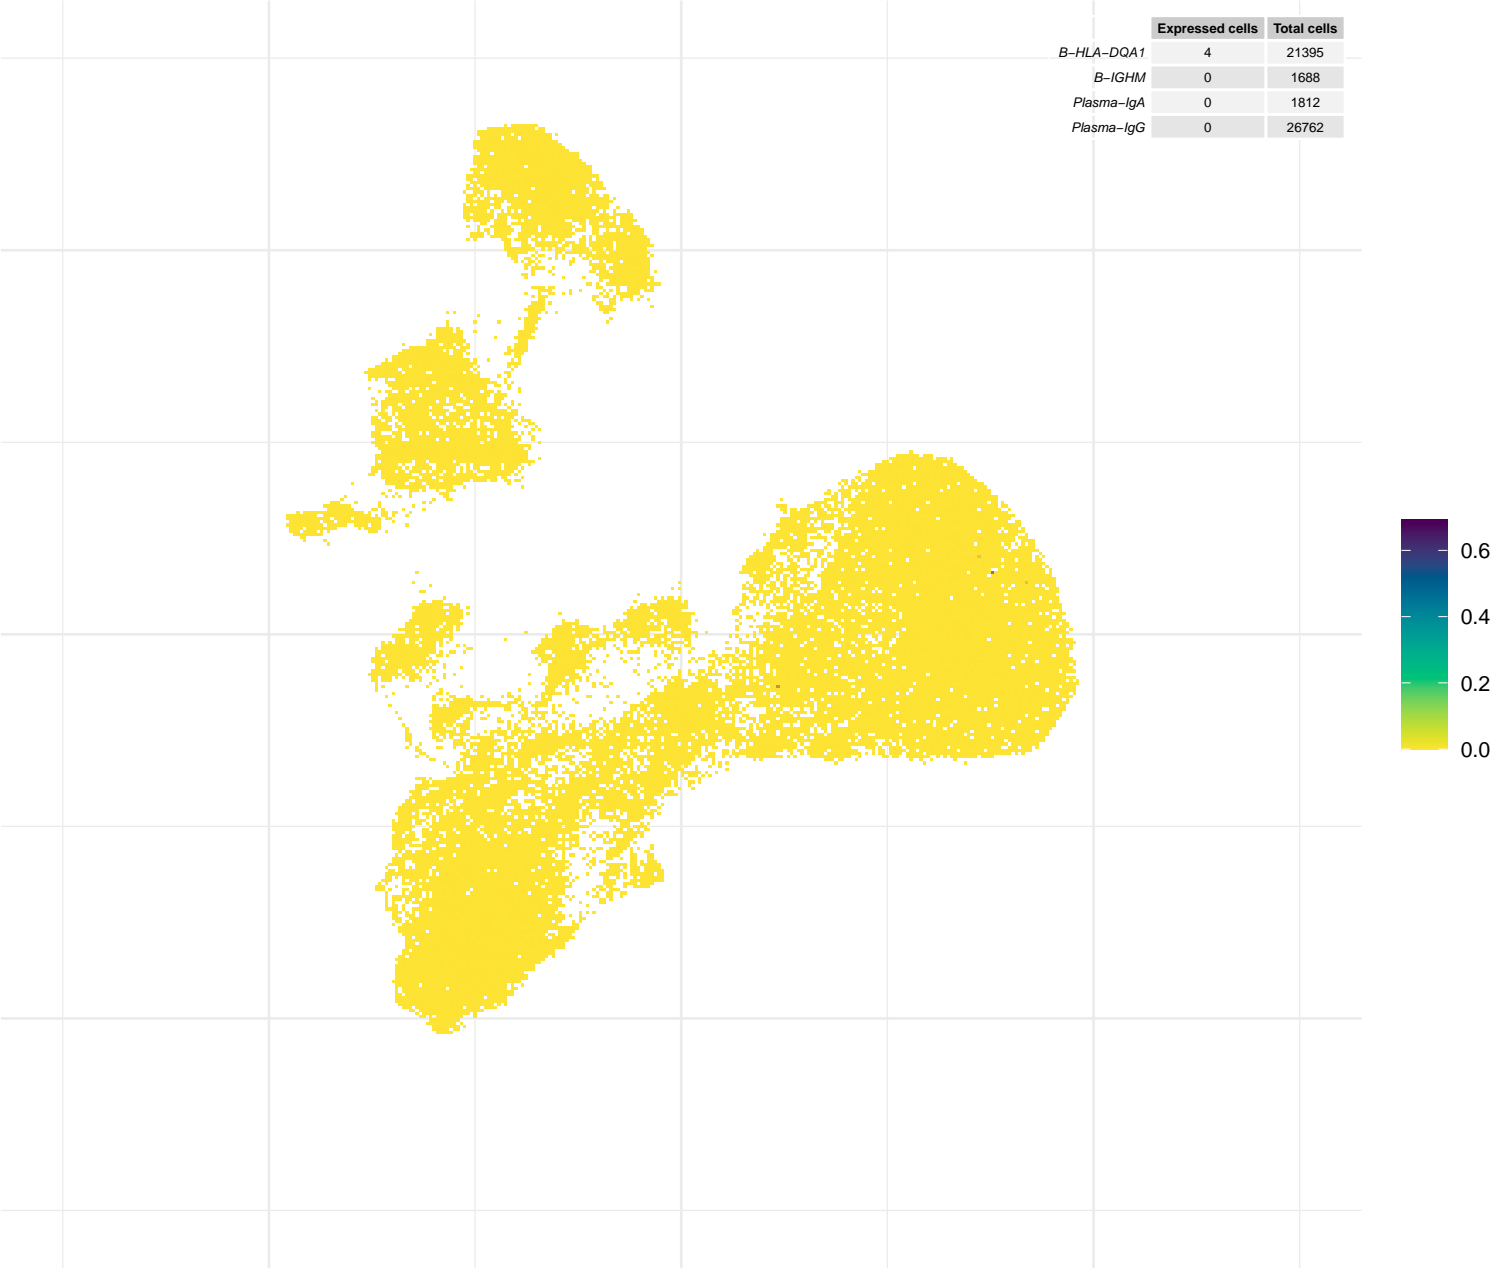 Expressed cells Total cells
B−HLA−DQA1 4 21395
B−IGHM 0 1688
Plasma−IgA 0 1812
Plasma−IgG 0 26762
0.6
0.4
0.2
0.0